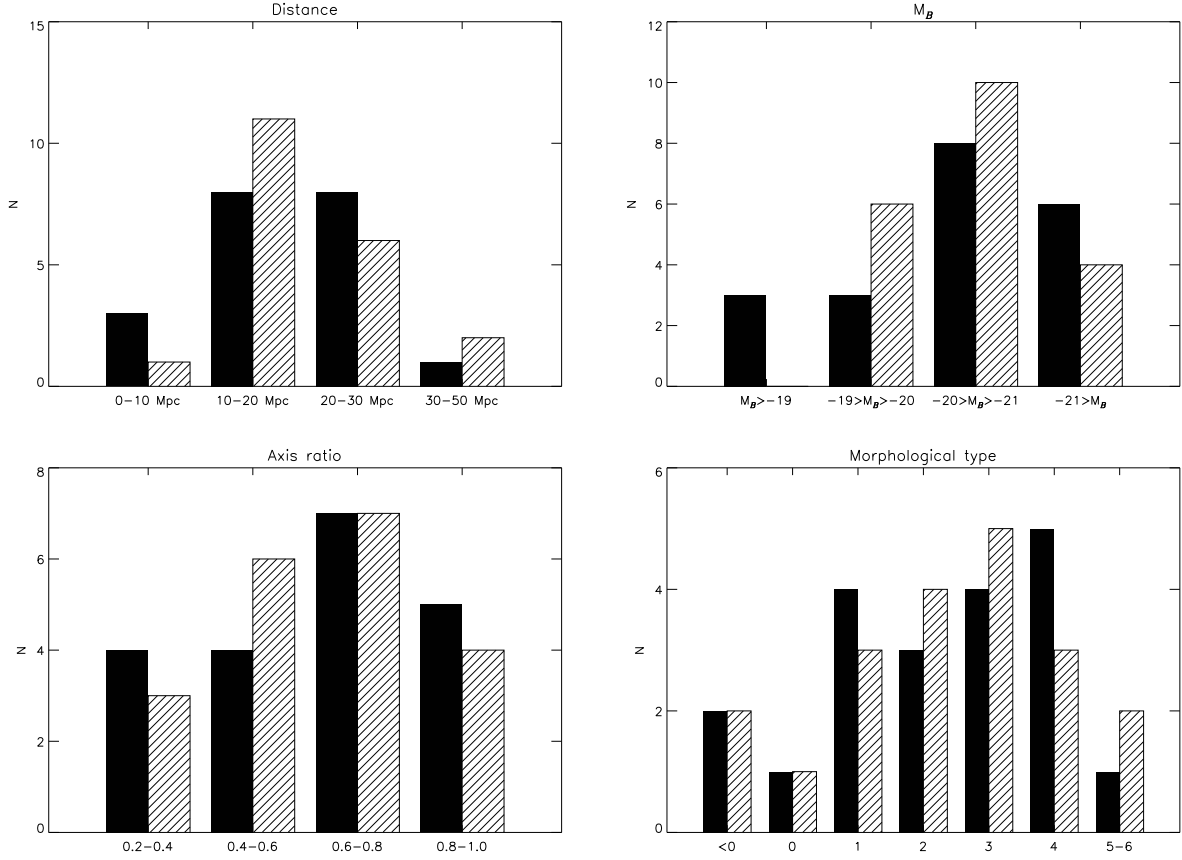 Distance
15
10
5
0
N
0-10 Mpc 10-20 Mpc 20-30 Mpc 30-50 Mpc
M_B
12
10
8
6
4
2
0
N
M_B>-19 -19>M_B>-20 -20>M_B>-21 -21>M_B
Axis ratio
8
6
4
2
0
N
0.2-0.4 0.4-0.6 0.6-0.8 0.8-1.0
Morphological type
6
4
2
0
N
<0 0 1 2 3 4 5-6